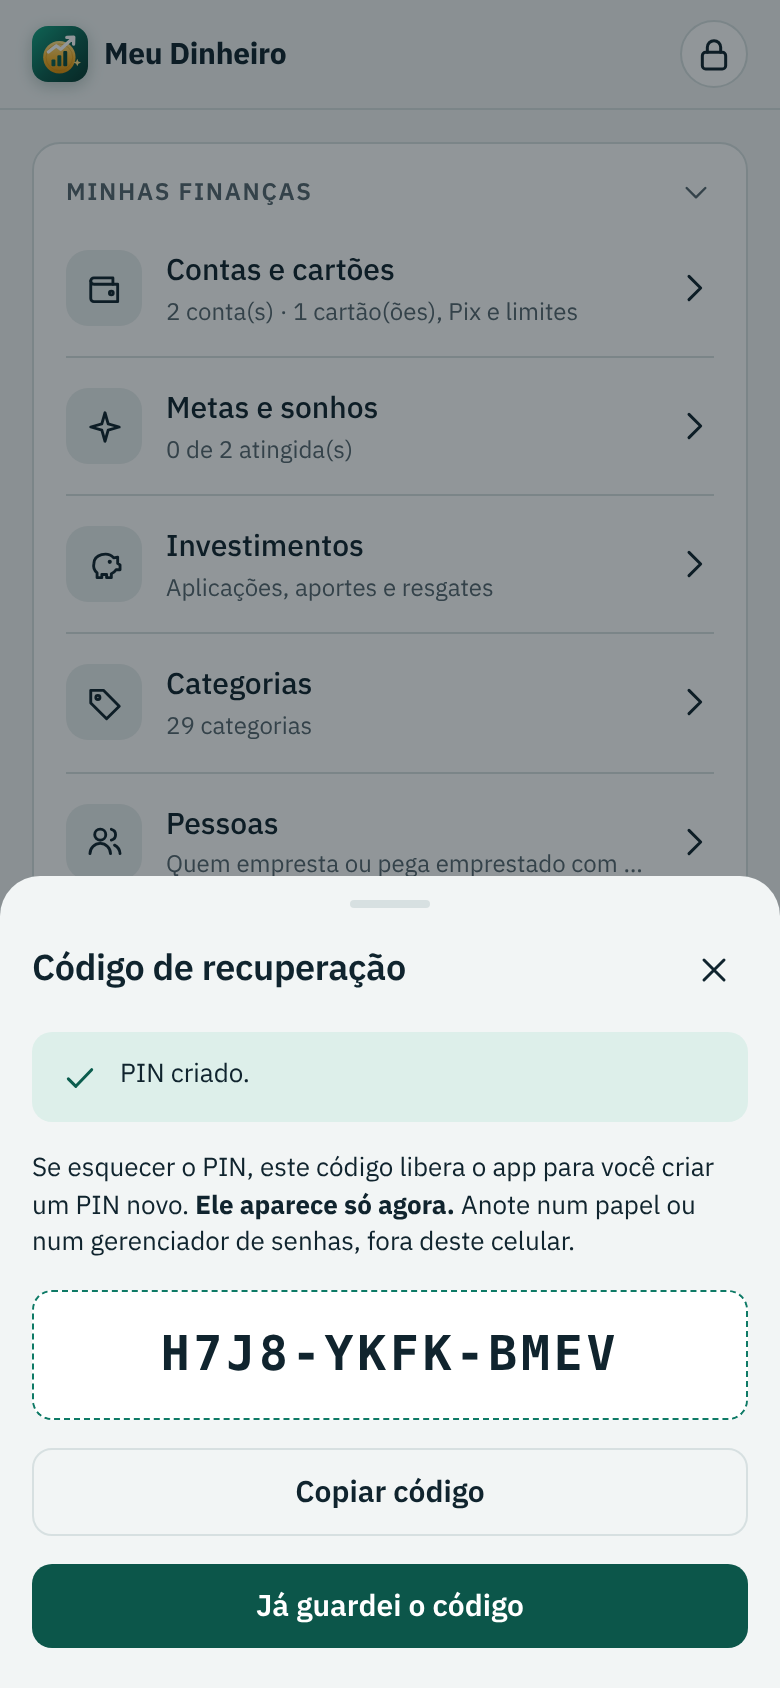 Meu Dinheiro
MINHAS FINANÇAS
Contas e cartões
2 conta(s) · 1 cartão(ões), Pix e limites
Metas e sonhos
0 de 2 atingida(s)
Investimentos
Aplicações, aportes e resgates
Categorias
29 categorias
Pessoas
Quem empresta ou pega emprestado com ...
Código de recuperação
PIN criado.
Se esquecer o PIN, este código libera o app para você criar
um PIN novo. Ele aparece só agora. Anote num papel ou
num gerenciador de senhas, fora deste celular.
H7J8-YKFK-BMEV
Copiar código
Já guardei o código